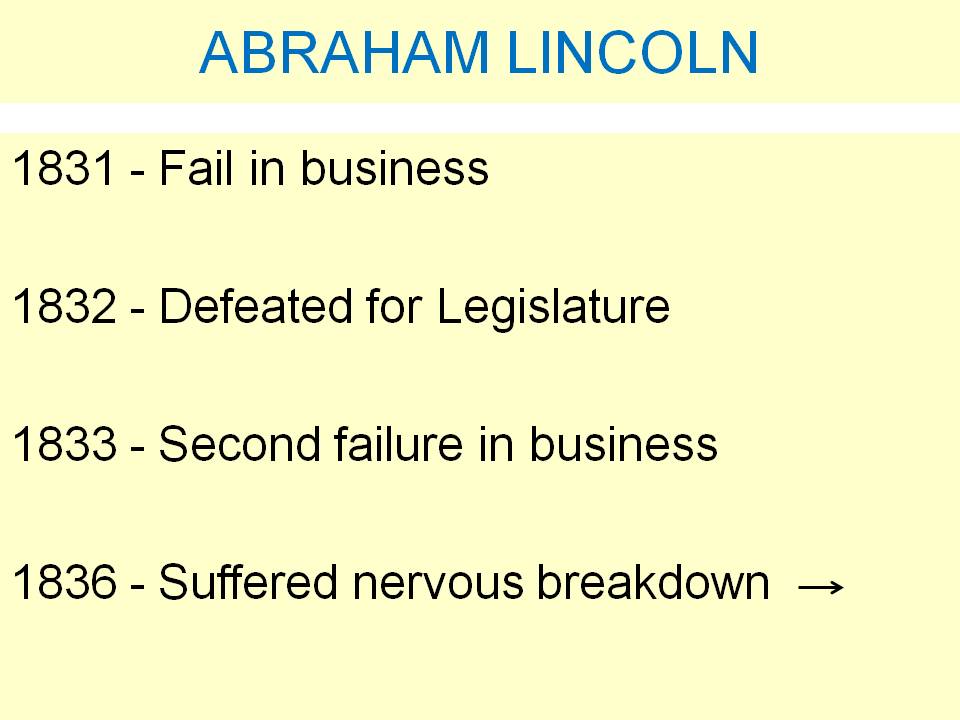 ABRAHAM LINCOLN
1831 - Fail in business
1832 - Defeated for Legislature
1833 - Second failure in business
1836 - Suffered nervous breakdown →